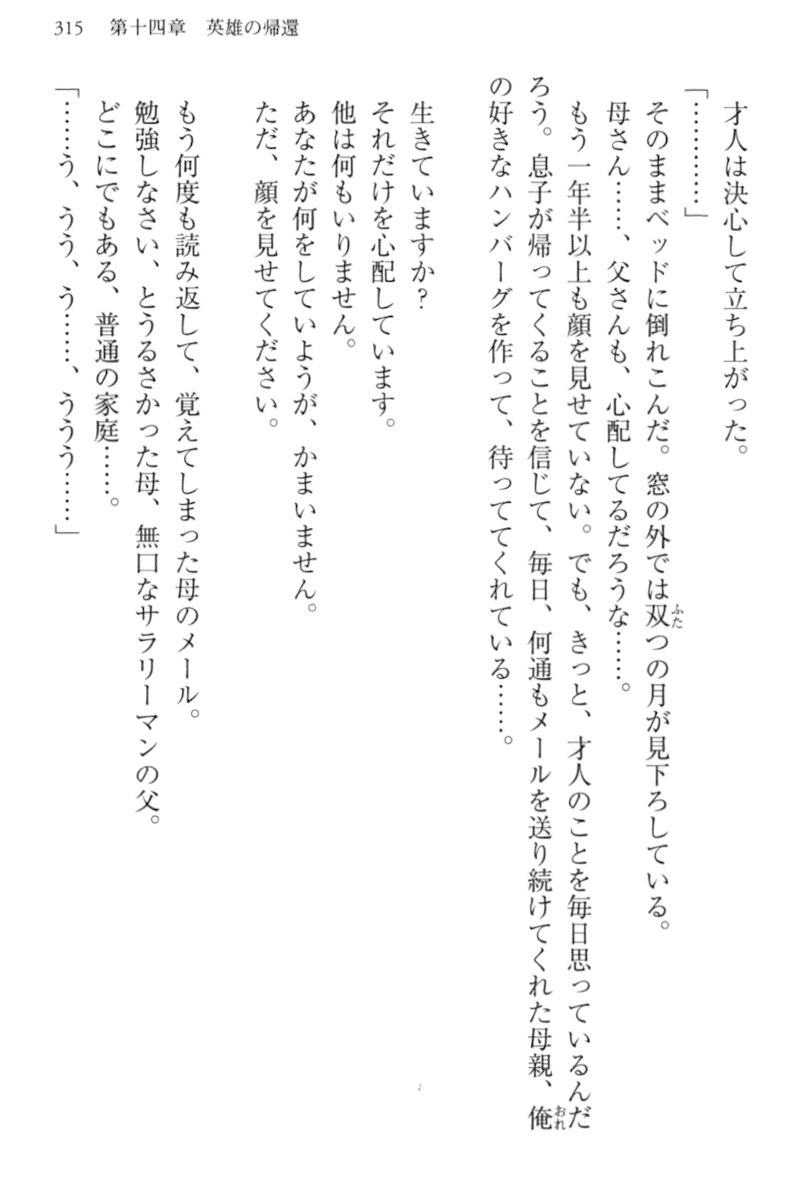 315　第十四章　英雄の帰還
才人は決心して立ち上がった。
「…………」
そのままベッドに倒れこんだ。窓の外では双つの月が見下ろしている。
母さん……、父さんも、心配してるだろうな……。
もう一年半以上も顔を見せていない。でも、きっと、才人のことを毎日思っているんだ
ろう。息子が帰ってくることを信じて、毎日、何通もメールを送り続けてくれた母親、俺
の好きなハンバーグを作って、待っててくれている……。
生きていますか？
それだけを心配しています。
他は何もいりません。
あなたが何をしていようが、かまいません。
ただ、顔を見せてください。
もう何度も読み返して、覚えてしまった母のメール。
勉強しなさい、とうるさかった母、無口なサラリーマンの父。
どこにでもある、普通の家庭……。
「……う、うう、う……、ううう……」
ふた
おれ